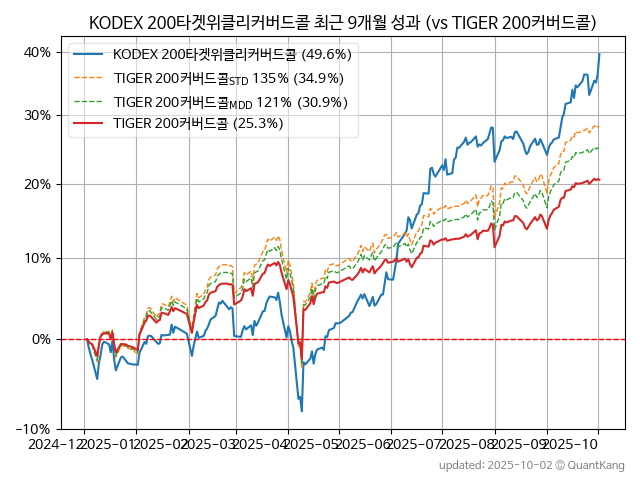 KODEX 200타겟위클리커버드콜 최근 9개월 성과 (vs TIGER 200커버드콜)
KODEX 200타겟위클리커버드콜 (49.6%)
TIGER 200커버드콜STD 135% (34.9%)
TIGER 200커버드콜MDD 121% (30.9%)
TIGER 200커버드콜 (25.3%)
40%
30%
20%
10%
0%
-10%
2024-12 2025-01 2025-02 2025-03 2025-04 2025-05 2025-06 2025-07 2025-08 2025-09 2025-10
updated: 2025-10-02 © QuantKang